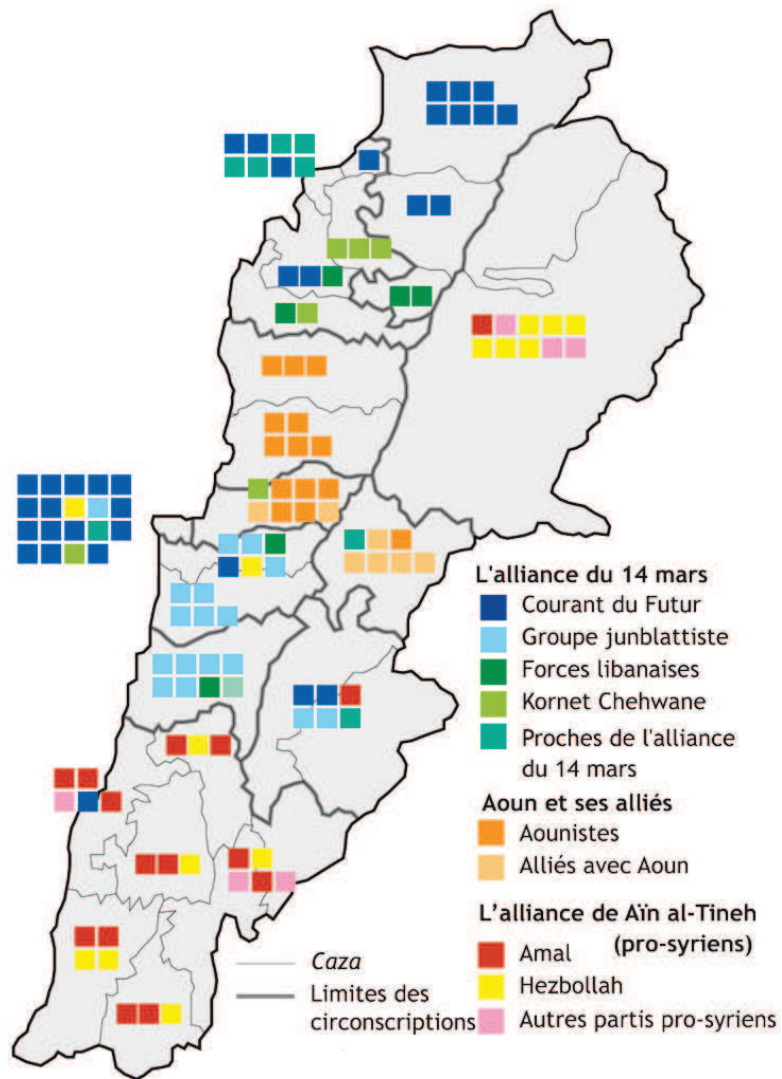 L'alliance du 14 mars
Courant du Futur
Groupe junblattiste
Forces libanaises
Kornet Chehwane
Proches de l'alliance
du 14 mars
Aoun et ses alliés
Aounistes
Alliés avec Aoun
L'alliance de Aïn al-Tineh
(pro-syriens)
Amal
Hezbollah
Autres partis pro-syriens
Caza
Limites des
circonscriptions